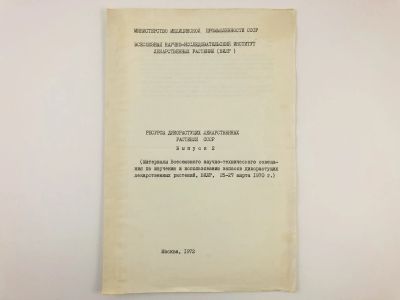 МИНИСТЕРСТВО МЕДИЦИНСКОЙ ПРОМЫШЛЕННОСТИ СССР
ВСЕСОЮЗНЫЙ НАУЧНО-ИССЛЕДОВАТЕЛЬСКИЙ ИНСТИТУТ
ЛЕКАРСТВЕННЫХ РАСТЕНИЙ (ВИЛР)
РЕСУРСЫ ДИКОРАСТУЩИХ ЛЕКАРСТВЕННЫХ
РАСТЕНИЙ СССР
Выпуск 2
(Материалы Всесоюзного научно-технического совеща-
ния по изучению и использованию запасов дикорастущих
лекарственных растений, ВИЛР, 25-27 марта 1970 г.)
Москва, 1972